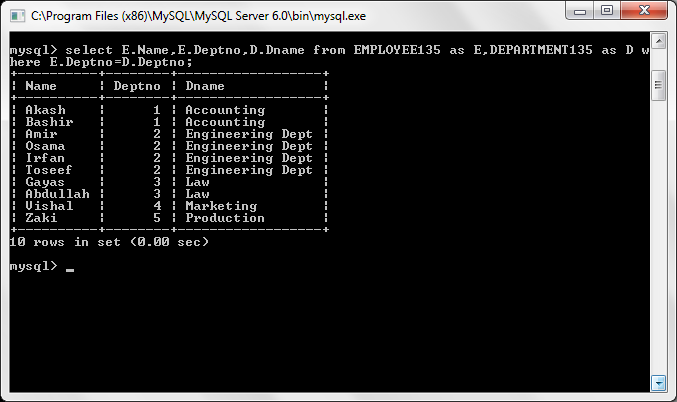 C:\Program Files (x86)\MySQL\MySQL Server 6.0\bin\mysql.exe
mysql> select E.Name,E.Deptno,D.Dname from EMPLOYEE135 as E,DEPARTMENT135 as D w
here E.Deptno=D.Deptno;
+----------+--------+------------------+
| Name     | Deptno | Dname            |
+----------+--------+------------------+
| Akash    |      1 | Accounting       |
| Bashir   |      1 | Accounting       |
| Amir     |      2 | Engineering Dept |
| Osama    |      2 | Engineering Dept |
| Irfan    |      2 | Engineering Dept |
| Toseef   |      2 | Engineering Dept |
| Gayas    |      3 | Law              |
| Abdullah |      3 | Law              |
| Vishal   |      4 | Marketing        |
| Zaki     |      5 | Production       |
+----------+--------+------------------+
10 rows in set (0.00 sec)
mysql> _